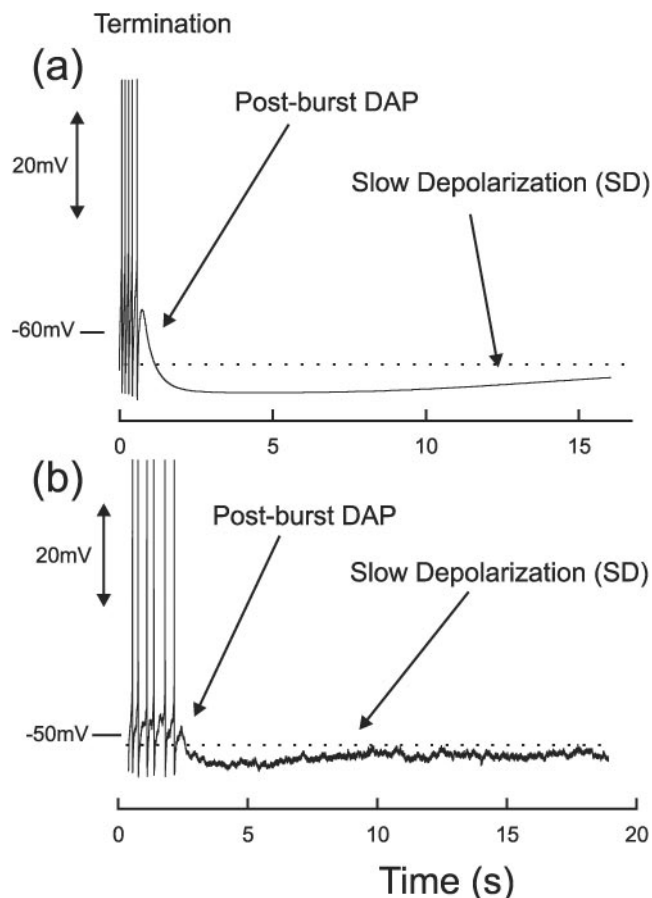 Termination
(a)
Post-burst DAP
20mV
Slow Depolarization (SD)
-60mV
0 5 10 15
(b)
Post-burst DAP
20mV
Slow Depolarization (SD)
-50mV
0 5 10 15 20
Time (s)